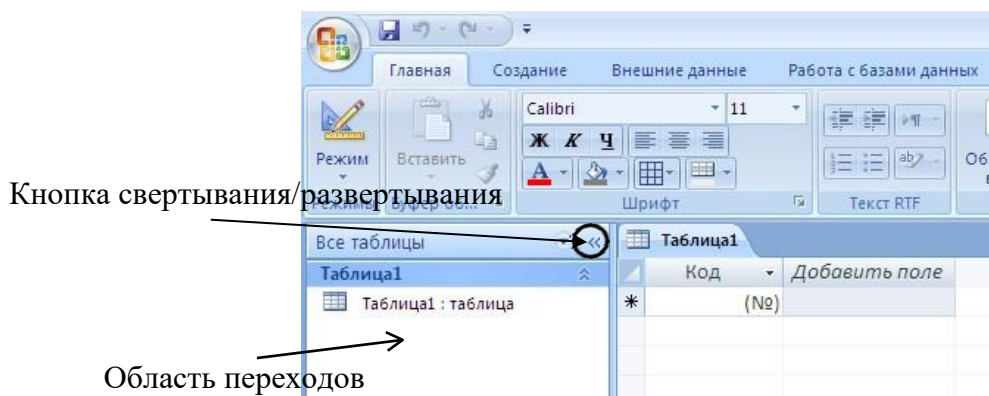 Главная Создание Внешние данные Работа с базами данных
Calibri 11
Ж К Ч
Режим Вставить
А ab
Шрифт Текст RTF
Кнопка свертывания/развертывания
Все таблицы « Таблица1
Таблица1 Код Добавить поле
Таблица1 : таблица * (№)
Область переходов